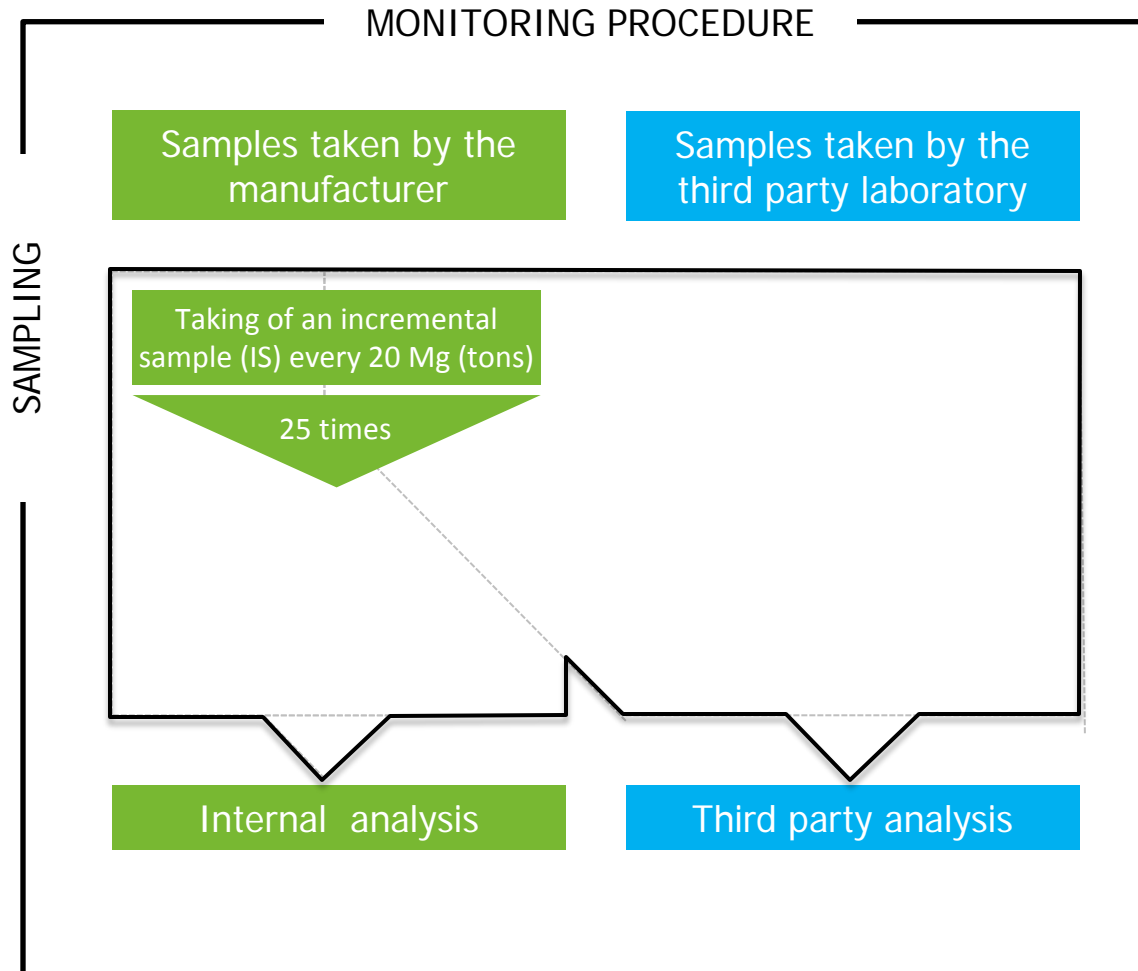 MONITORING PROCEDURE
Samples taken by the
manufacturer
Samples taken by the
third party laboratory
SAMPLING
Taking of an incremental
sample (IS) every 20 Mg (tons)
25 times
Internal analysis
Third party analysis